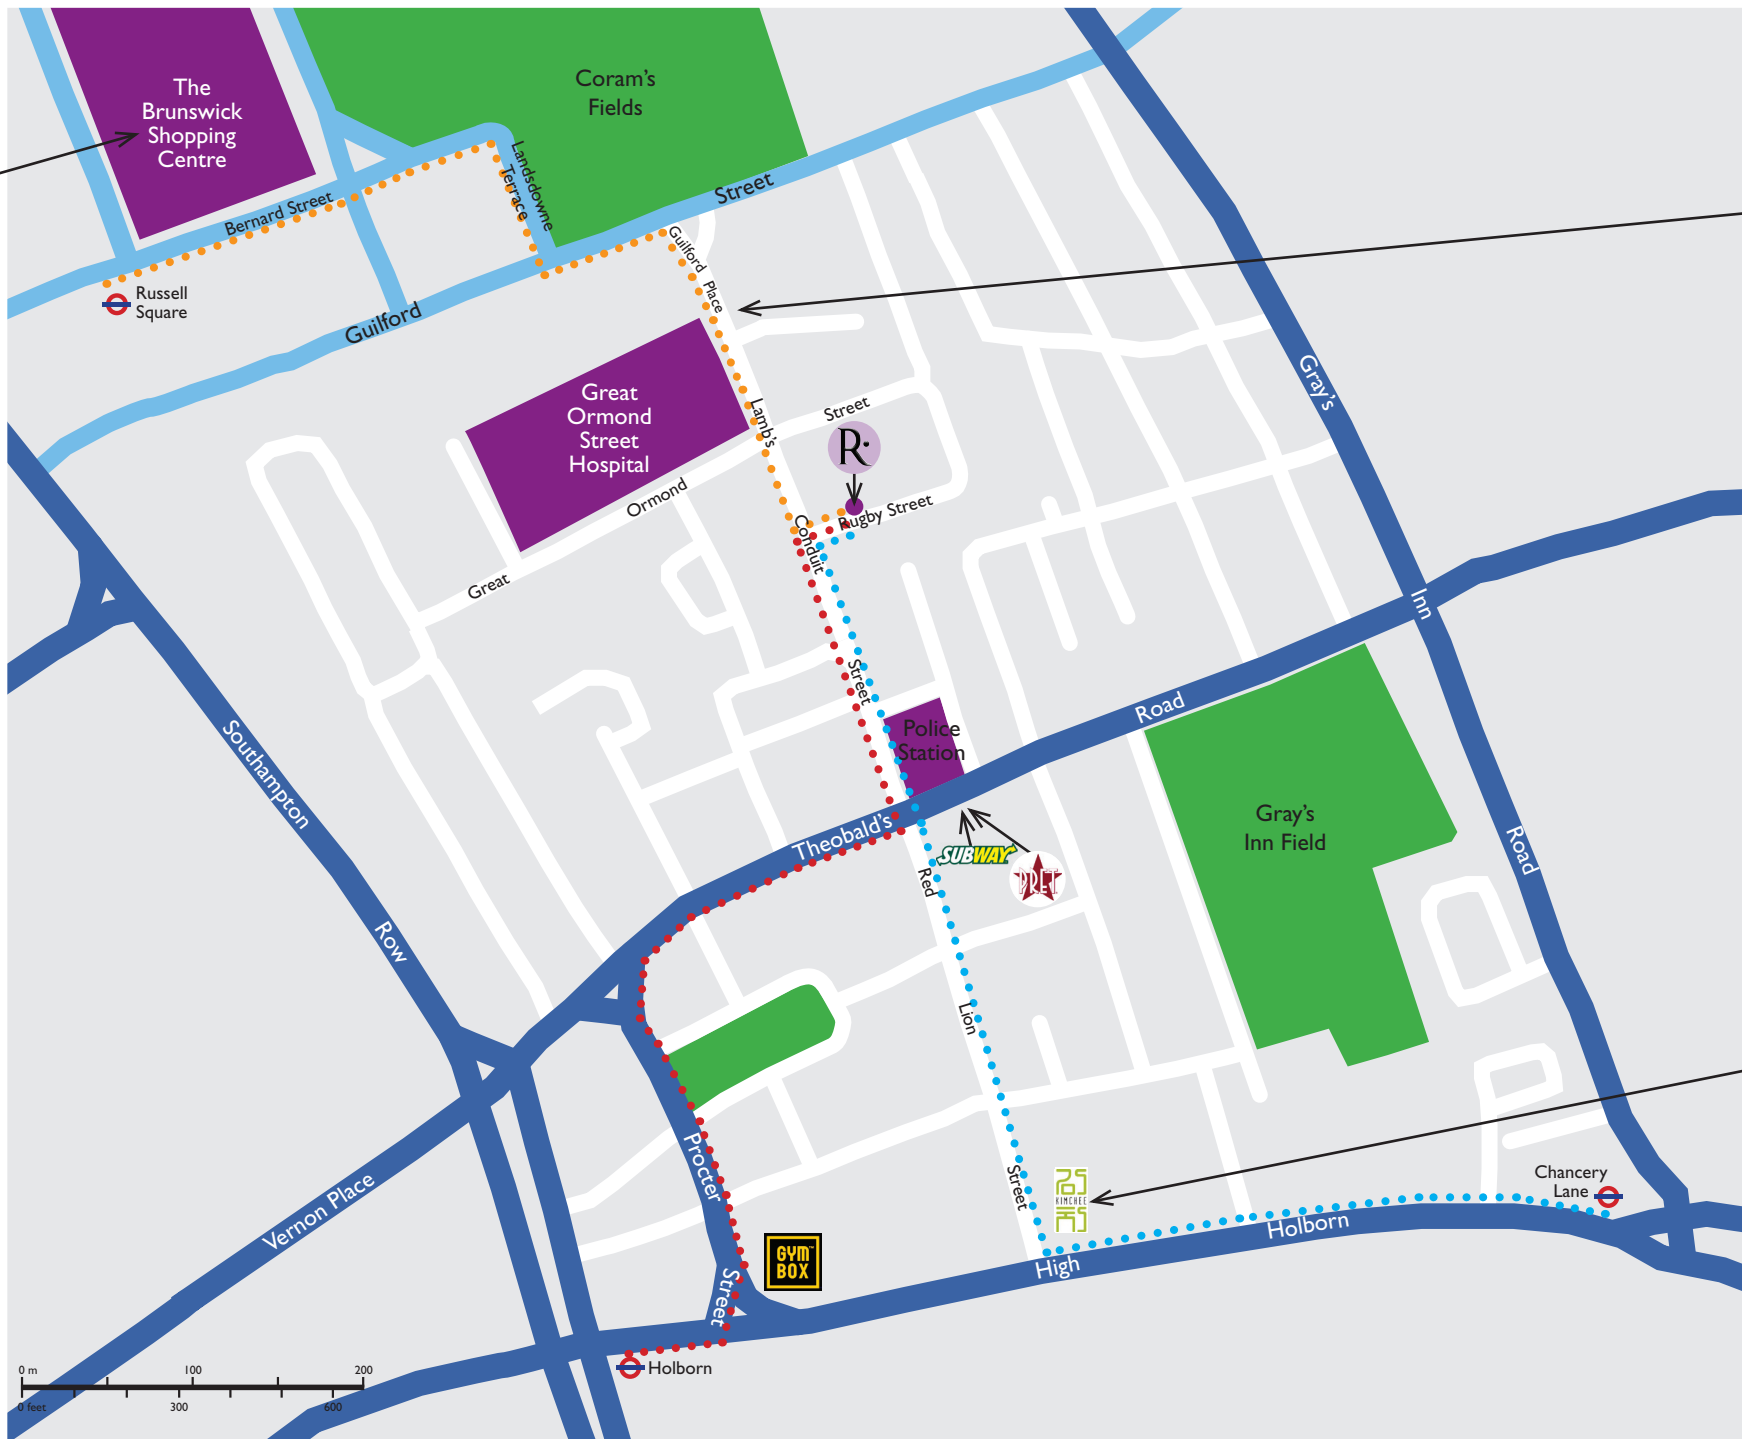 The
Brunswick
Shopping
Centre
Coram's
Fields
Landsdowne
Terrace
Bernard Street
Street
Russell
Square
Guilford
Guilford Place
Great
Ormond
Street
Hospital
Lamb's
Street
R.
Rugby Street
Ormond
Great
Conduit
Street
Gray's
Inn
Road
Police
Station
Road
Theobald's
SUBWAY
PRET
Gray's
Inn Field
Southampton
Row
Red
Lion
Street
Procter
Street
Vernon Place
KIMCHEE
GYM
BOX
Chancery
Lane
Holborn
High
Holborn
0 m 100 200
0 feet 300 600